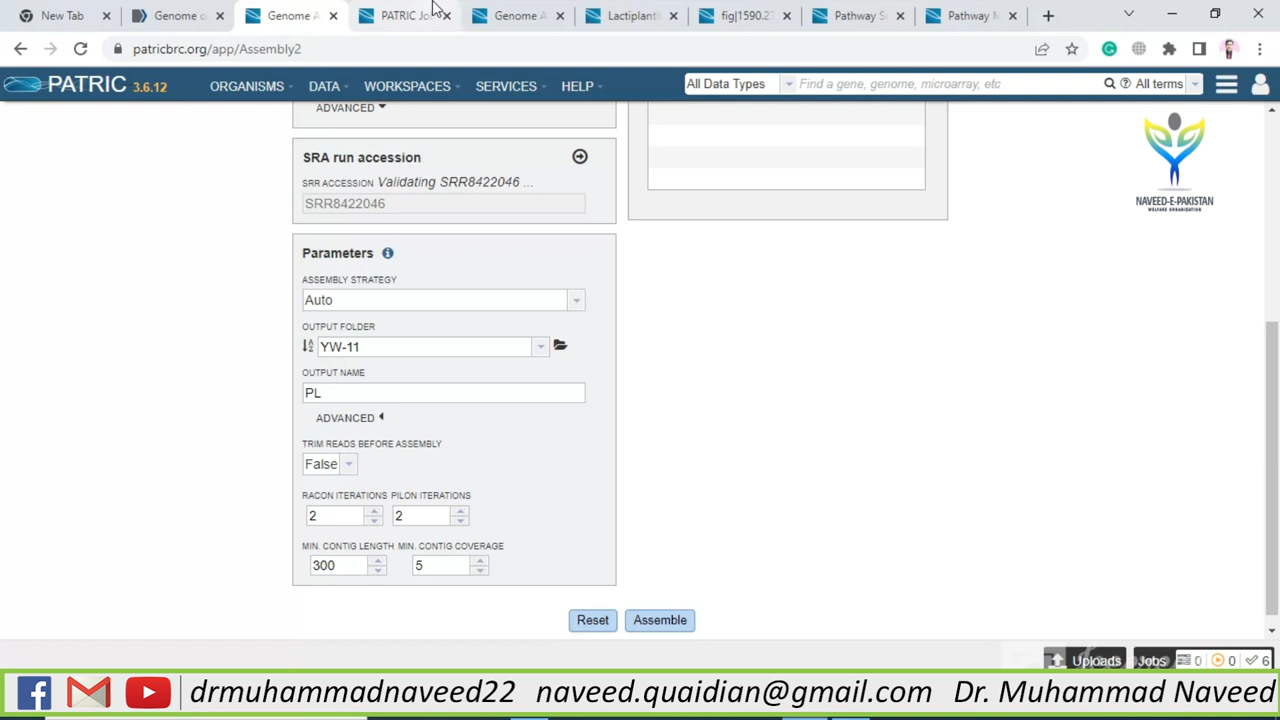 New Tab
Genome o
Genome A
PATRIC Jo
Genome A
Lactiplanti
fig|1590.27
Pathway S
Pathway M
patricbrc.org/app/Assembly2
PATRIC 3.6.12
ORGANISMS
DATA
WORKSPACES
SERVICES
HELP
All Data Types
Find a gene, genome, microarray, etc
All terms
ADVANCED
NAVEED-E-PAKISTAN
WELFARE ORGANIZATION
SRA run accession
SRR ACCESSION Validating SRR8422046 ...
SRR8422046
Parameters
ASSEMBLY STRATEGY
Auto
OUTPUT FOLDER
YW-11
OUTPUT NAME
PL
ADVANCED
TRIM READS BEFORE ASSEMBLY
False
RACON ITERATIONS PILON ITERATIONS
2 2
MIN. CONTIG LENGTH MIN. CONTIG COVERAGE
300 5
Reset Assemble
Uploads Jobs 0 0 6
drmuhammadnaveed22 naveed.quaidian@gmail.com Dr. Muhammad Naveed